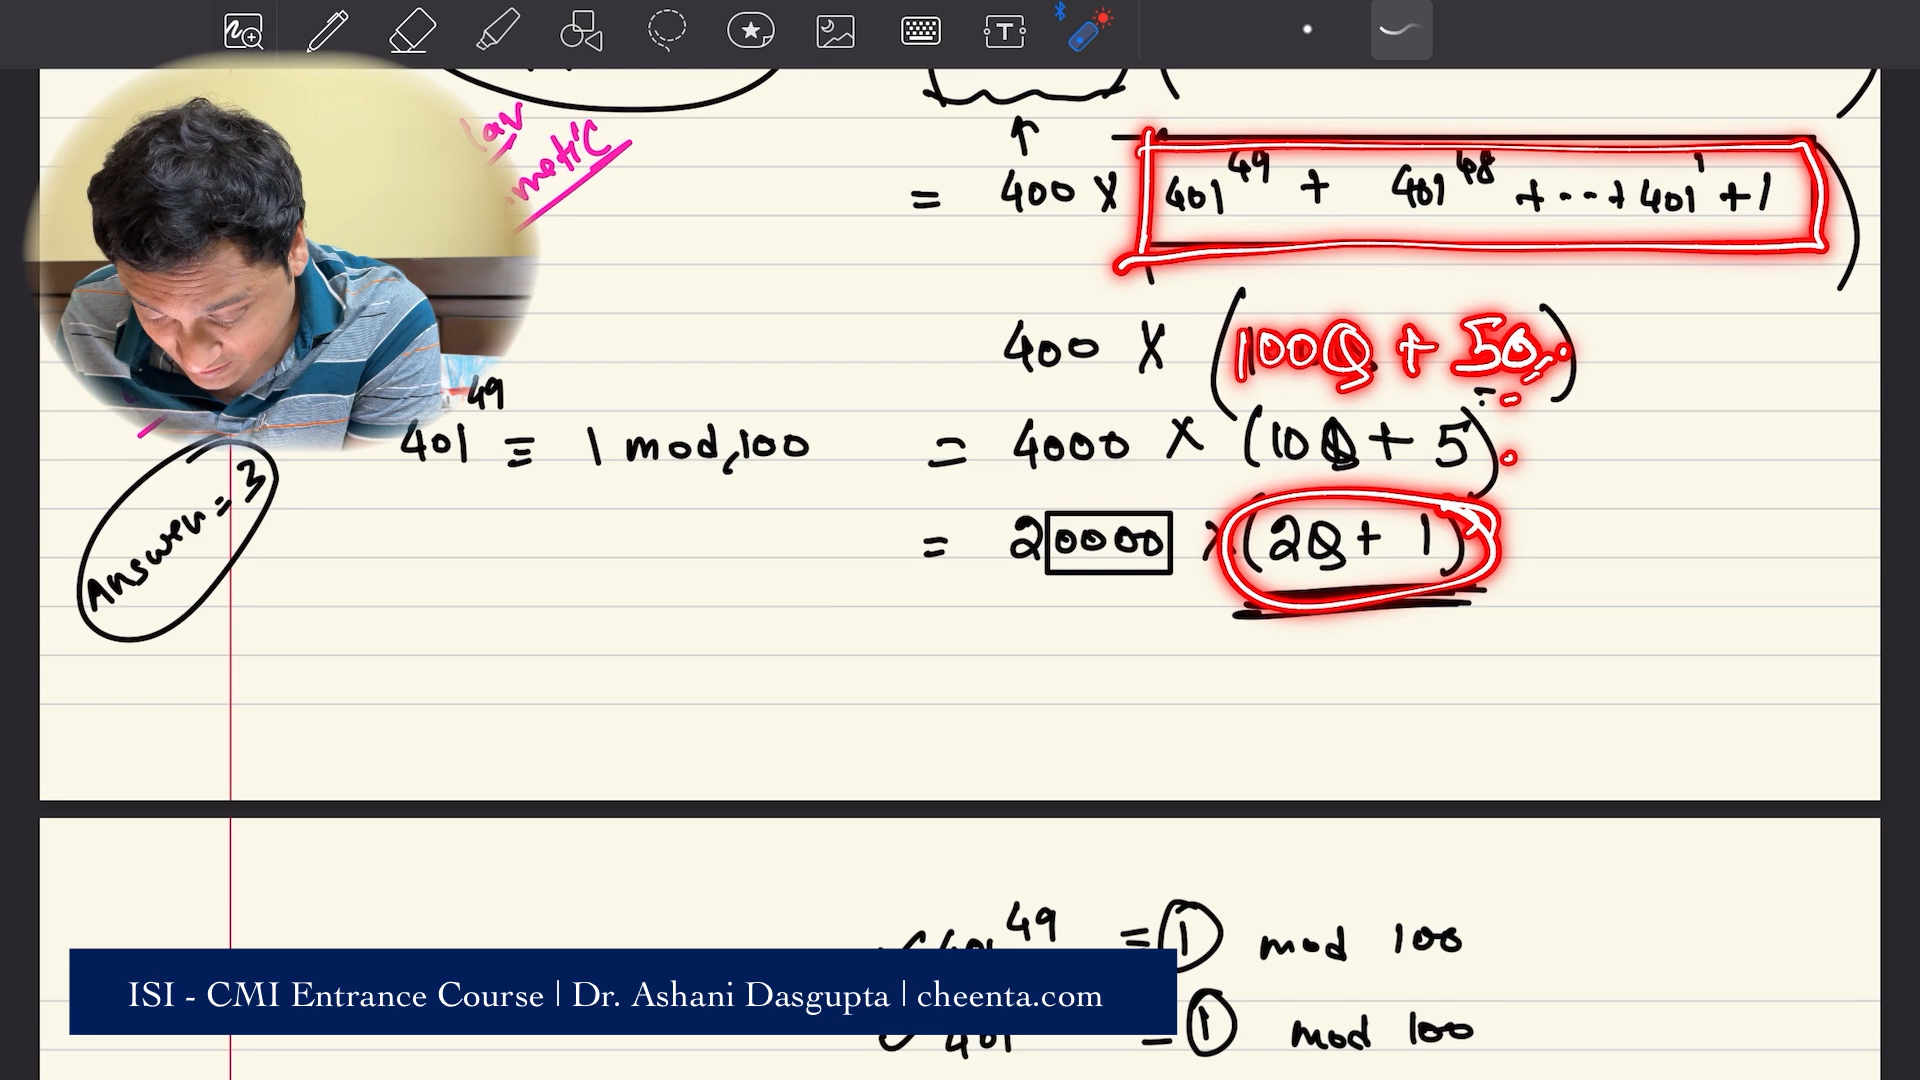 lar
metic
= 400 × 401^49 + 401^48 + --- + 401^1 + 1 )
400 × (100Q + 50)
401^49 ≡ 1 mod, 100
= 4000 × (10Q + 5)
Answer = 3
= 20000 × (2Q + 1)
49 = 1 mod 100
401 = 1 mod 100
ISI - CMI Entrance Course | Dr. Ashani Dasgupta | cheenta.com
T